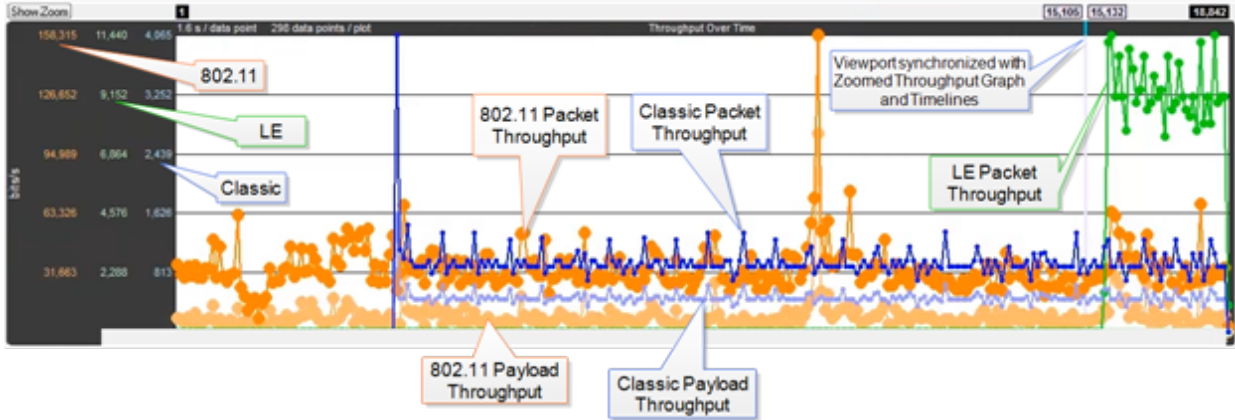 Show Zoom
1
15,105
15,132
18,842
1.6 s / data point 298 data points / plot Throughput Over Time
158,315 11,440 4,065
126,652 9,152 3,252
94,989 6,864 2,439
63,326 4,576 1,626
31,663 2,288 813
bits/s
802.11
LE
Classic
802.11 Packet
Throughput
Classic Packet
Throughput
Viewport synchronized with
Zoomed Throughput Graph
and Timelines
LE Packet
Throughput
802.11 Payload
Throughput
Classic Payload
Throughput